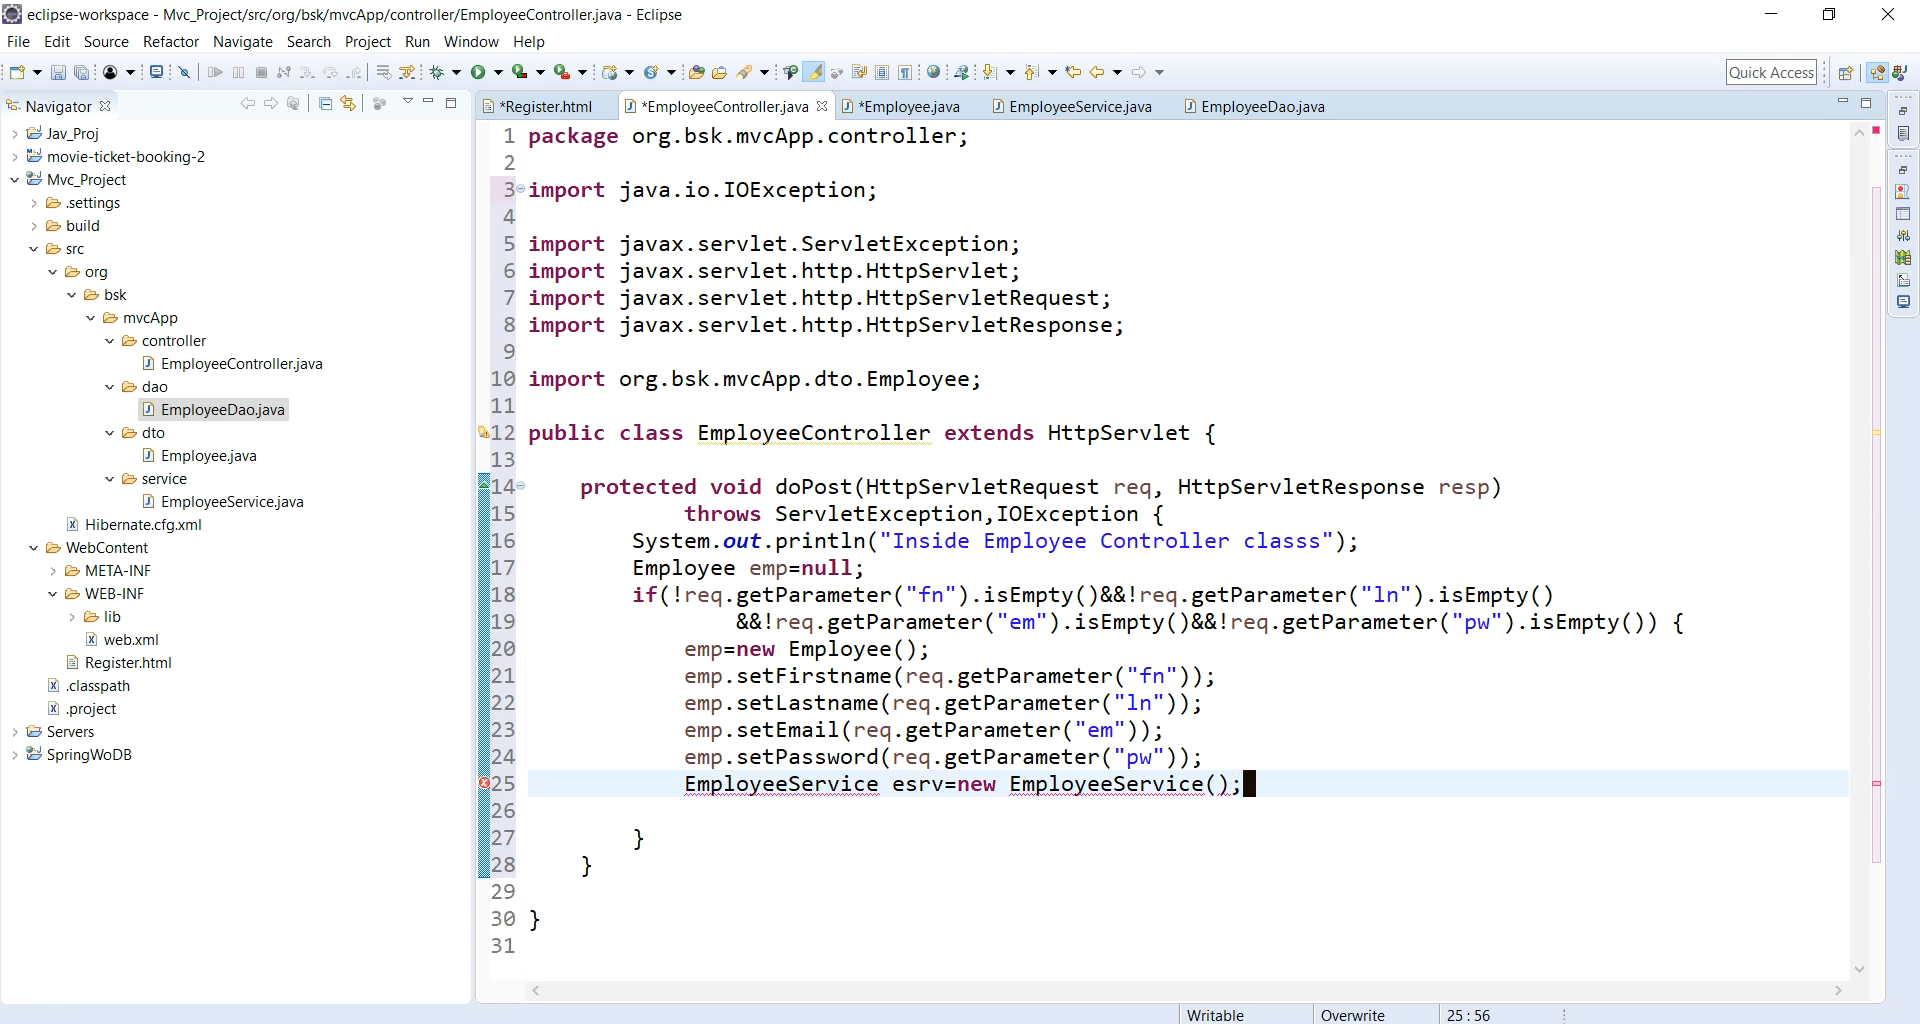 eclipse-workspace - Mvc_Project/src/org/bsk/mvcApp/controller/EmployeeController.java - Eclipse
File Edit Source Refactor Navigate Search Project Run Window Help
Quick Access
Navigator
*Register.html *EmployeeController.java *Employee.java EmployeeService.java EmployeeDao.java
Jav_Proj
movie-ticket-booking-2
Mvc_Project
.settings
build
src
org
bsk
mvcApp
controller
EmployeeController.java
dao
EmployeeDao.java
dto
Employee.java
service
EmployeeService.java
Hibernate.cfg.xml
WebContent
META-INF
WEB-INF
lib
web.xml
Register.html
.classpath
.project
Servers
SpringWoDB
1 package org.bsk.mvcApp.controller;
2
3 import java.io.IOException;
4
5 import javax.servlet.ServletException;
6 import javax.servlet.http.HttpServlet;
7 import javax.servlet.http.HttpServletRequest;
8 import javax.servlet.http.HttpServletResponse;
9
10 import org.bsk.mvcApp.dto.Employee;
11
12 public class EmployeeController extends HttpServlet {
13
14 protected void doPost(HttpServletRequest req, HttpServletResponse resp)
15 throws ServletException,IOException {
16 System.out.println("Inside Employee Controller classs");
17 Employee emp=null;
18 if(!req.getParameter("fn").isEmpty()&&!req.getParameter("ln").isEmpty()
19 &&!req.getParameter("em").isEmpty()&&!req.getParameter("pw").isEmpty()) {
20 emp=new Employee();
21 emp.setFirstname(req.getParameter("fn"));
22 emp.setLastname(req.getParameter("ln"));
23 emp.setEmail(req.getParameter("em"));
24 emp.setPassword(req.getParameter("pw"));
25 EmployeeService esrv=new EmployeeService();
26
27 }
28 }
29
30 }
31
Writable Overwrite 25 : 56